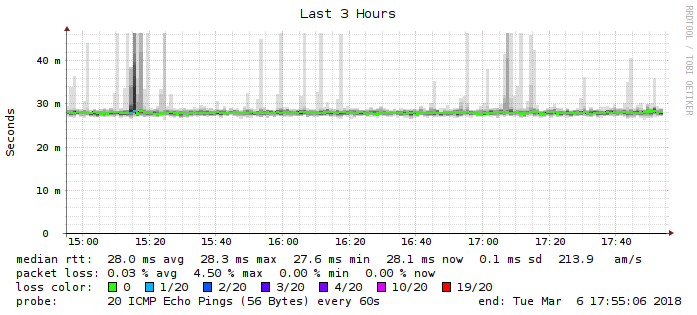 Last 3 Hours
RRDTOOL / TOBI OETIKER
Seconds
40 m
30 m
20 m
10 m
0
15:00 15:20 15:40 16:00 16:20 16:40 17:00 17:20 17:40
median rtt: 28.0 ms avg 28.3 ms max 27.6 ms min 28.1 ms now 0.1 ms sd 213.9 am/s
packet loss: 0.03 % avg 4.50 % max 0.00 % min 0.00 % now
loss color: 0 1/20 2/20 3/20 4/20 10/20 19/20
probe: 20 ICMP Echo Pings (56 Bytes) every 60s end: Tue Mar 6 17:55:06 2018